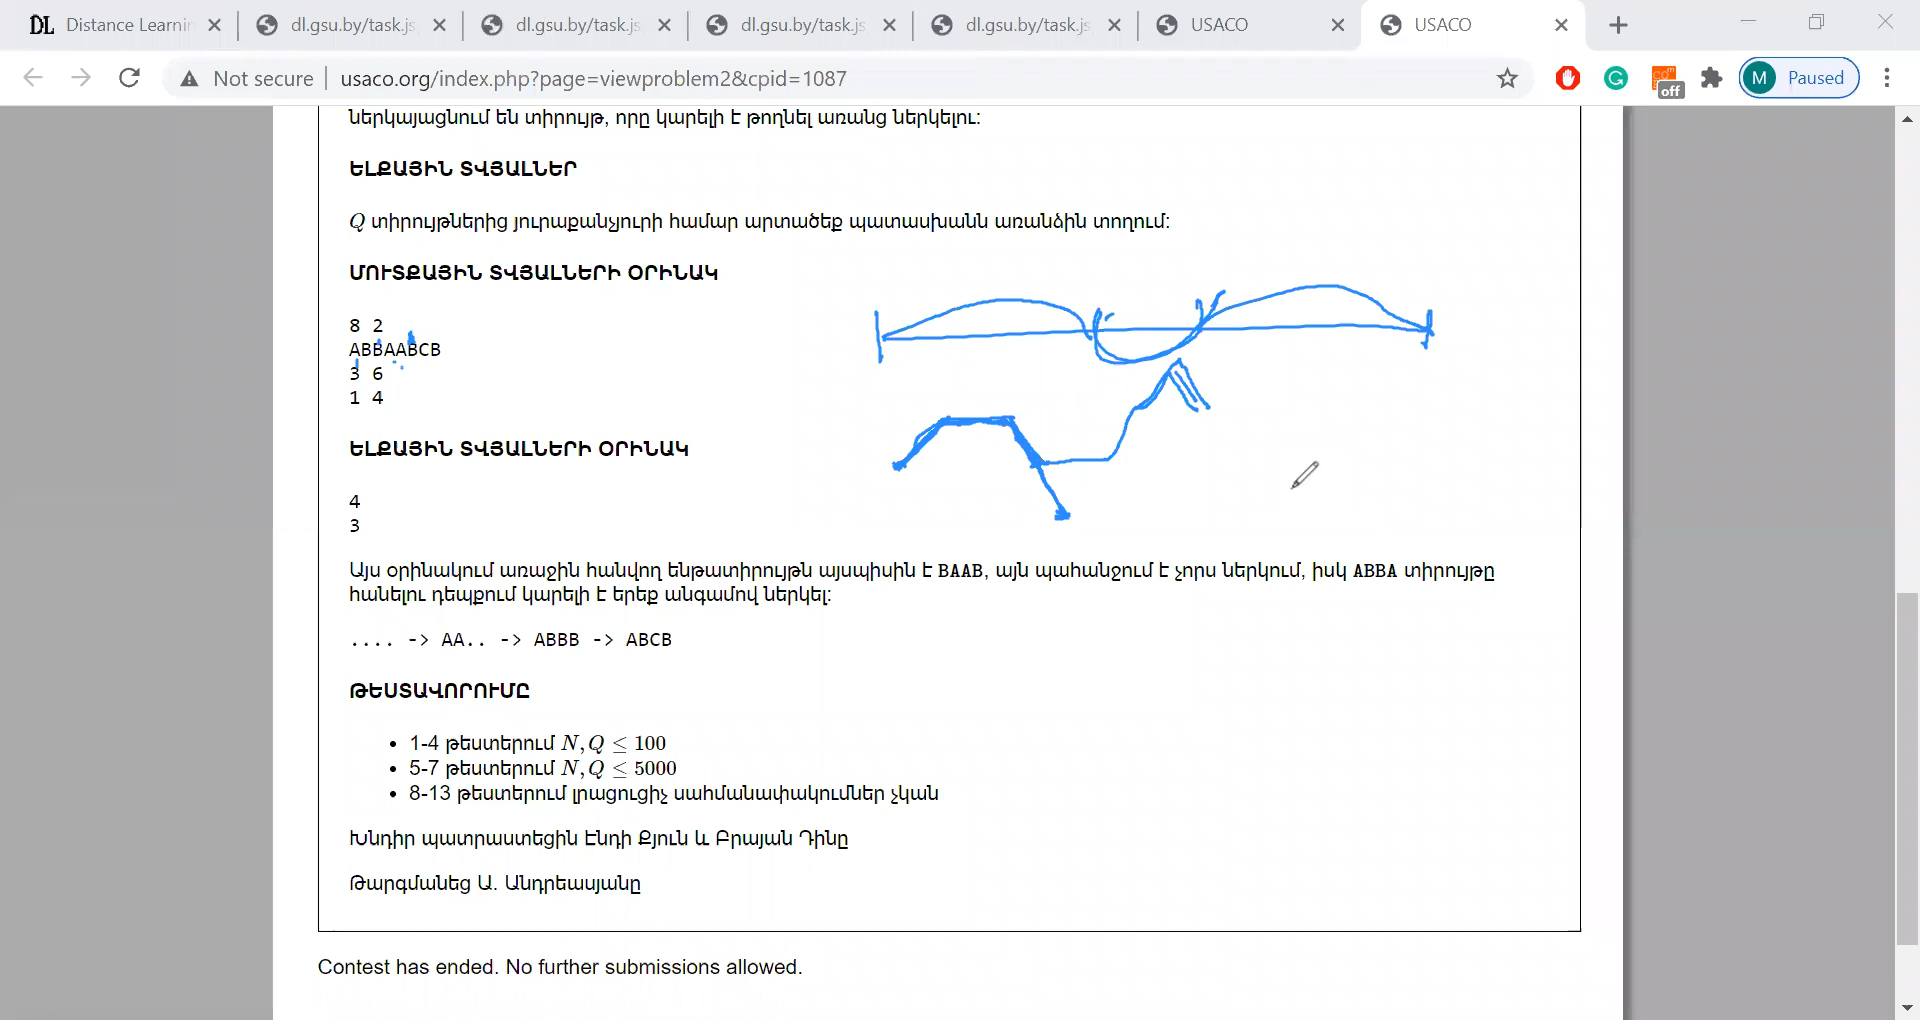 DL Distance Learnin
dl.gsu.by/task.js
dl.gsu.by/task.js
dl.gsu.by/task.js
dl.gsu.by/task.js
USACO
USACO
Not secure usaco.org/index.php?page=viewproblem2&cpid=1087
off
M Paused
ներկայացնում են տիրույթ, որը կարելի է թողնել առանց ներկելու:
ԵԼՔԱՅԻՆ ՏՎՅԱԼՆԵՐ
Q տիրույթներից յուրաքանչյուրի համար արտածեք պատասխանն առանձին տողում:
ՄՈՒՏՔԱՅԻՆ ՏՎՅԱԼՆԵՐԻ ՕՐԻՆԱԿ
8 2
ABBAABCB
3 6
1 4
ԵԼՔԱՅԻՆ ՏՎՅԱԼՆԵՐԻ ՕՐԻՆԱԿ
4
3
Այս օրինակում առաջին հանվող ենթատիրույթն այսպիսին է BAAB, այն պահանջում է չորս ներկում, իսկ ABBA տիրույթը
հանելու դեպքում կարելի է երեք անգամով ներկել:
.... -> AA.. -> ABBB -> ABCB
ԹԵՍՏԱՎՈՐՈՒՄԸ
• 1-4 թեստերում N, Q ≤ 100
• 5-7 թեստերում N, Q ≤ 5000
• 8-13 թեստերում լրացուցիչ սահմանափակումներ չկան
Խնդիր պատրաստեցին Էնդի Քյուն և Բրայան Դինը
Թարգմանեց Ա. Անդրեասյանը
Contest has ended. No further submissions allowed.